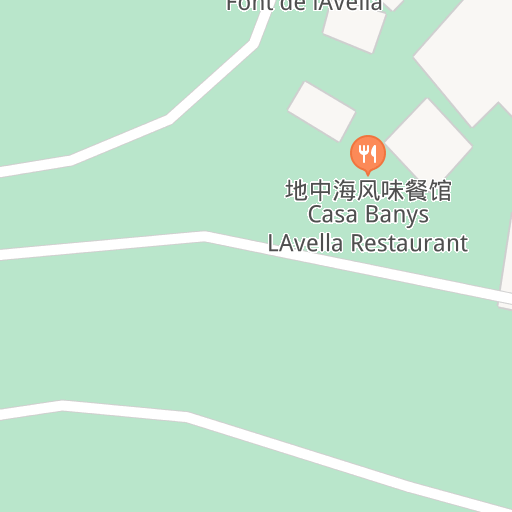 Font de lAvella
地中海风味餐馆
Casa Banys
LAvella Restaurant